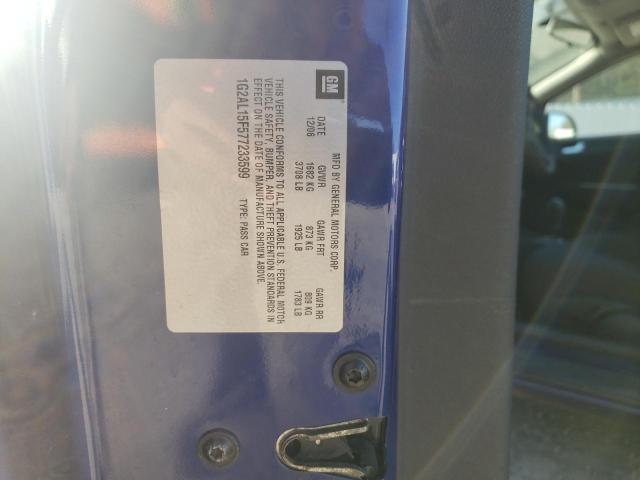 GM
MFD BY GENERAL MOTORS CORP.
DATE GVWR GAWR FRT GAWR RR
12/06 1682 KG 873 KG 809 KG
3708 LB 1925 LB 1783 LB
THIS VEHICLE CONFORMS TO ALL APPLICABLE U.S. FEDERAL MOTOR
VEHICLE SAFETY, BUMPER, AND THEFT PREVENTION STANDARDS IN
EFFECT ON THE DATE OF MANUFACTURE SHOWN ABOVE.
1G2AL15F577233599 TYPE: PASS CAR